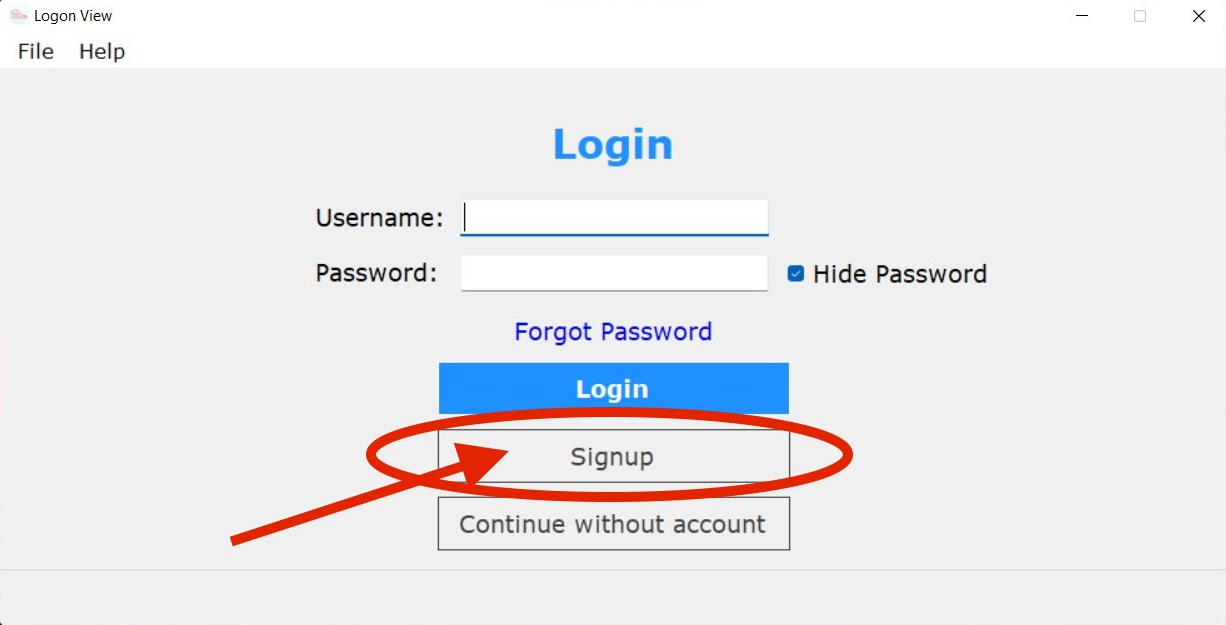 Logon View
File Help
Login
Username:
Password: Hide Password
Forgot Password
Login
Signup
Continue without account